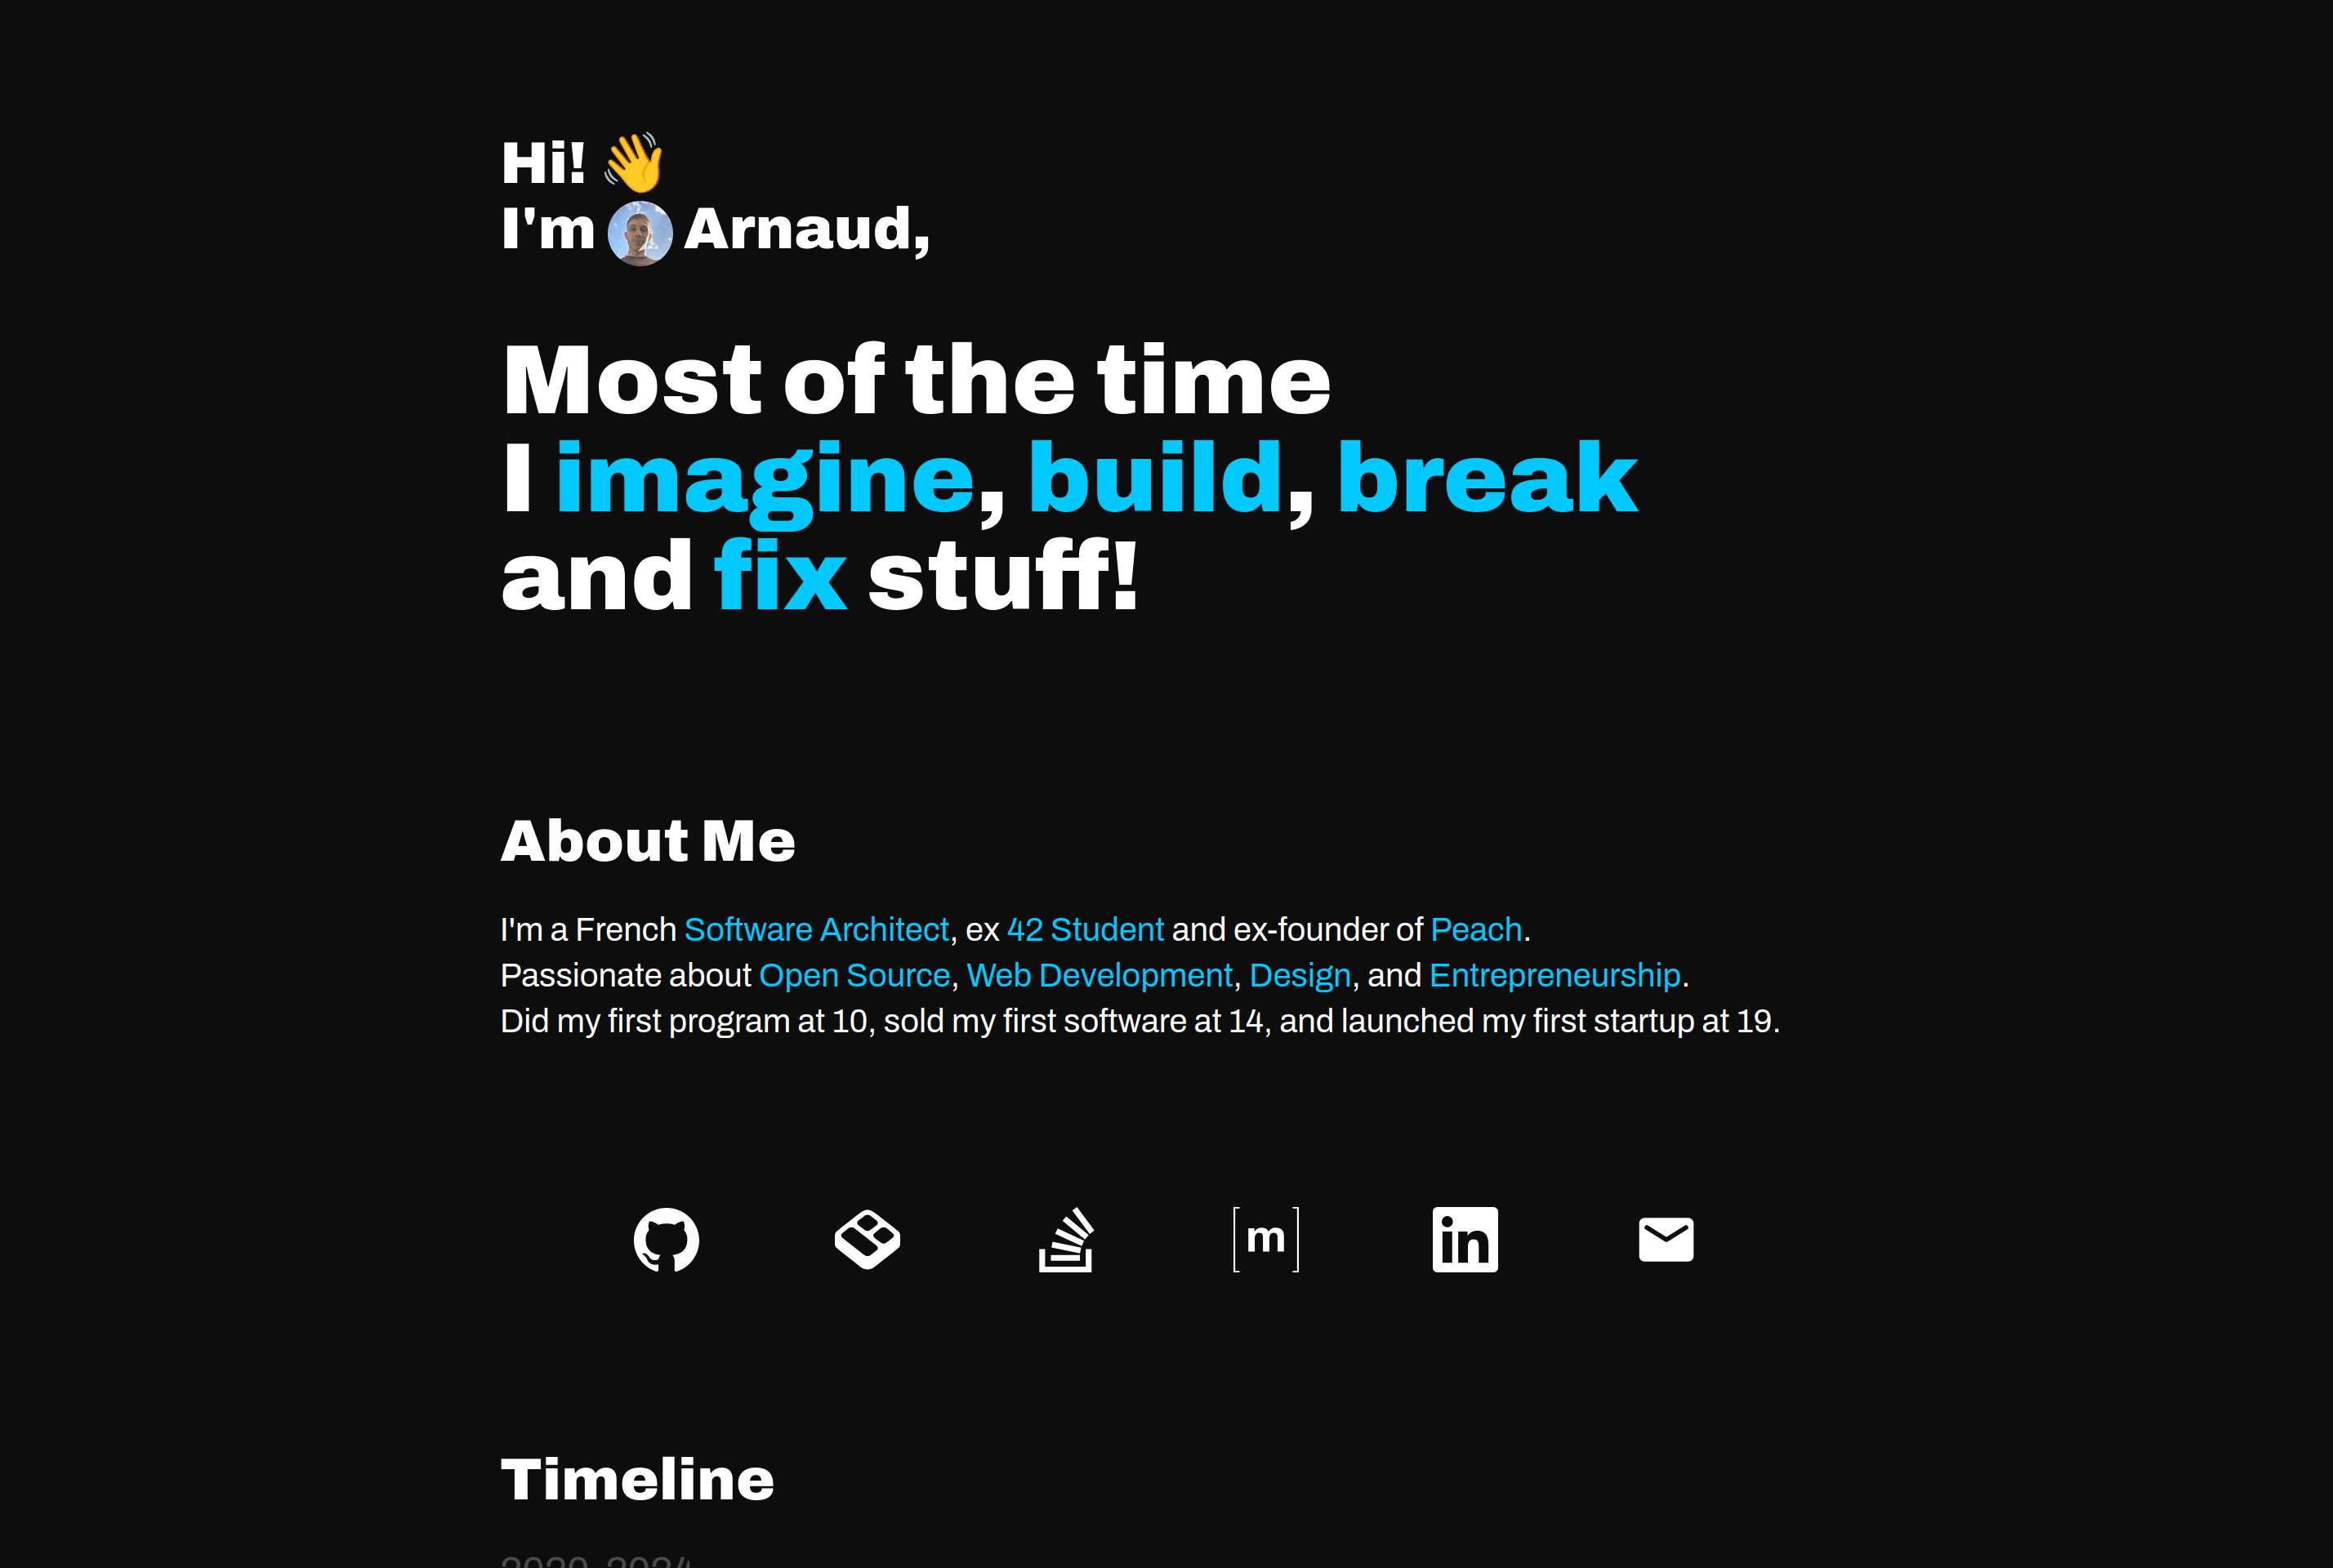 Hi! 👋
I'm Arnaud,
Most of the time
I imagine, build, break
and fix stuff!
About Me
I'm a French Software Architect, ex 42 Student and ex-founder of Peach.
Passionate about Open Source, Web Development, Design, and Entrepreneurship.
Did my first program at 10, sold my first software at 14, and launched my first startup at 19.
[m]
in
Timeline
2020-2024